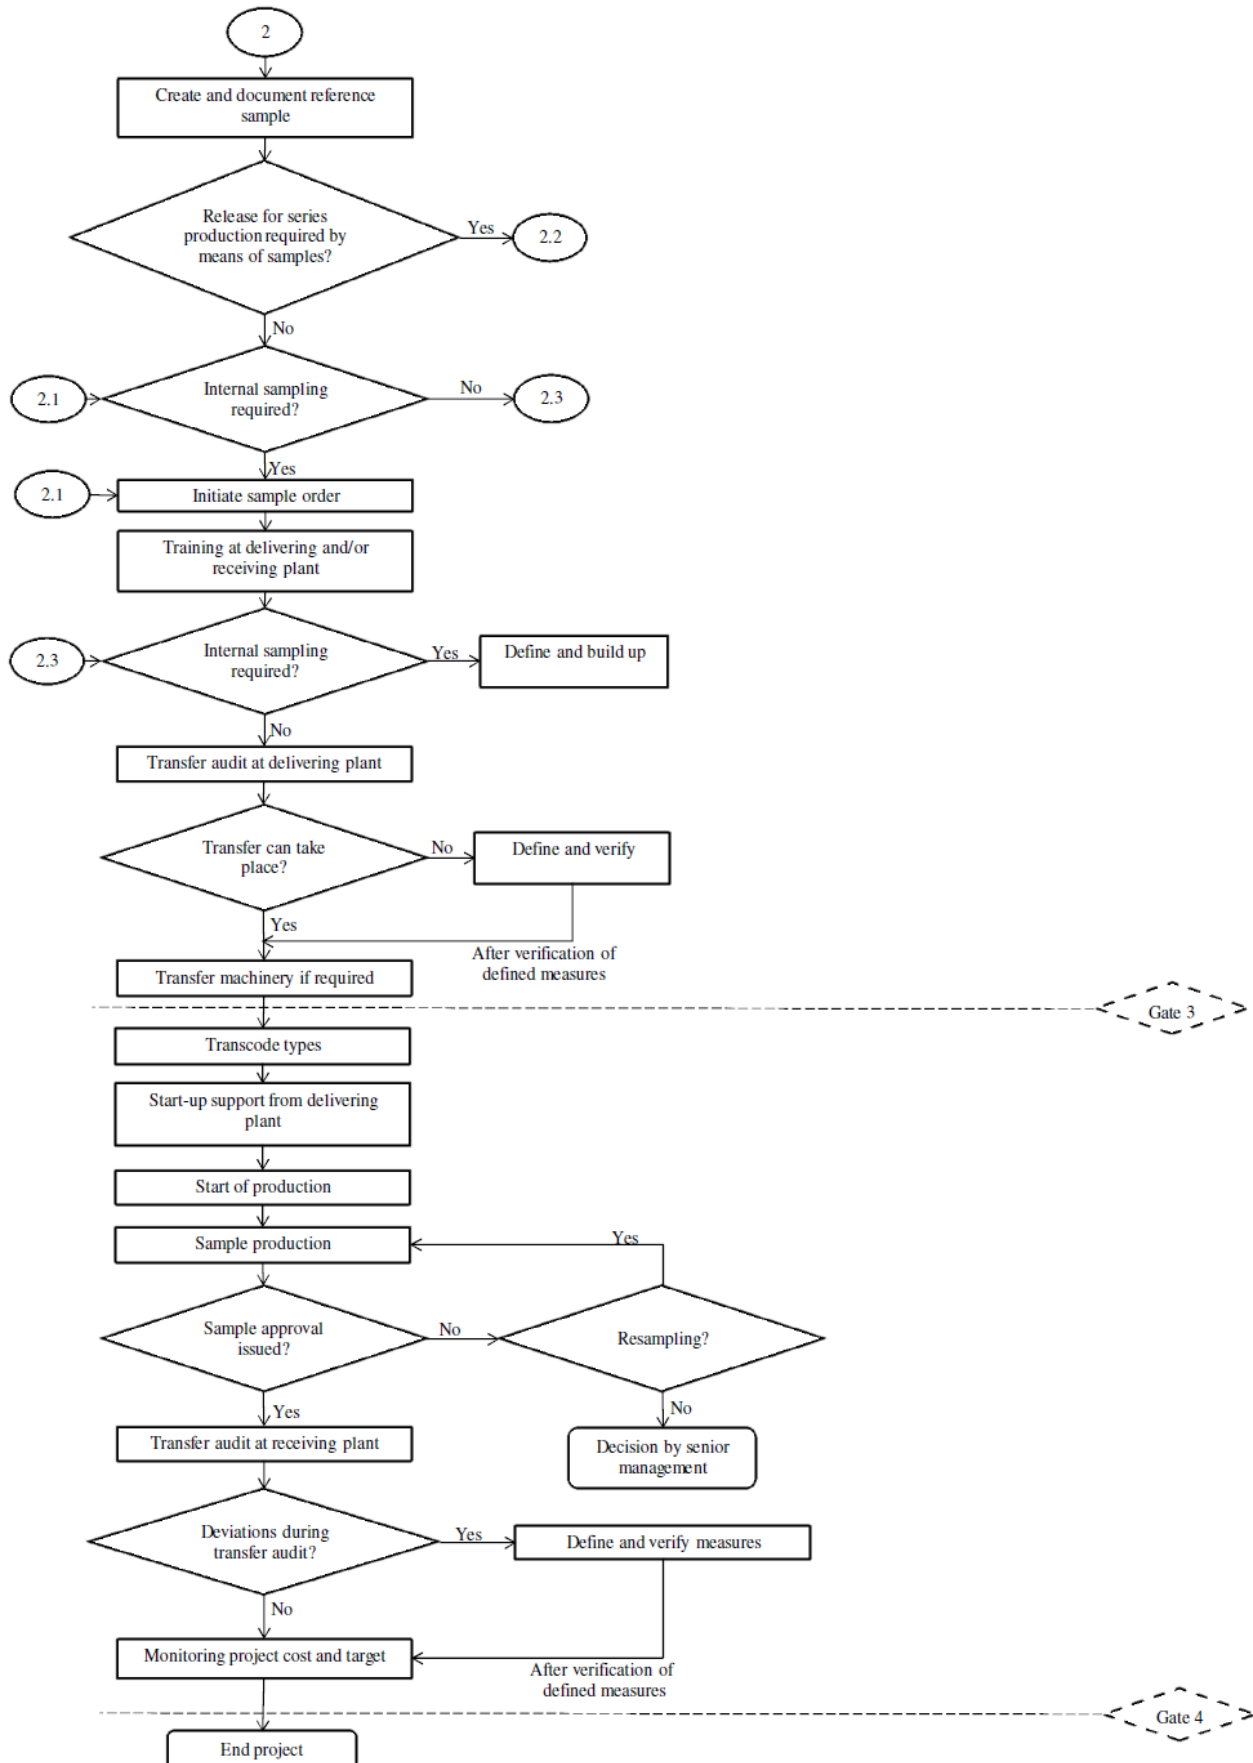 2
Create and document reference
sample
Release for series
production required by
means of samples?
Yes
2.2
No
2.1
Internal sampling
required?
No
2.3
Yes
2.1
Initiate sample order
Training at delivering and/or
receiving plant
2.3
Internal sampling
required?
Yes
Define and build up
No
Transfer audit at delivering plant
Transfer can take
place?
No
Define and verify
Yes
After verification of
defined measures
Transfer machinery if required
Gate 3
Transcode types
Start-up support from delivering
plant
Start of production
Sample production
Yes
Sample approval
issued?
No
Resampling?
Yes
No
Transfer audit at receiving plant
Decision by senior
management
Deviations during
transfer audit?
Yes
Define and verify measures
No
Monitoring project cost and target
After verification of
defined measures
Gate 4
End project